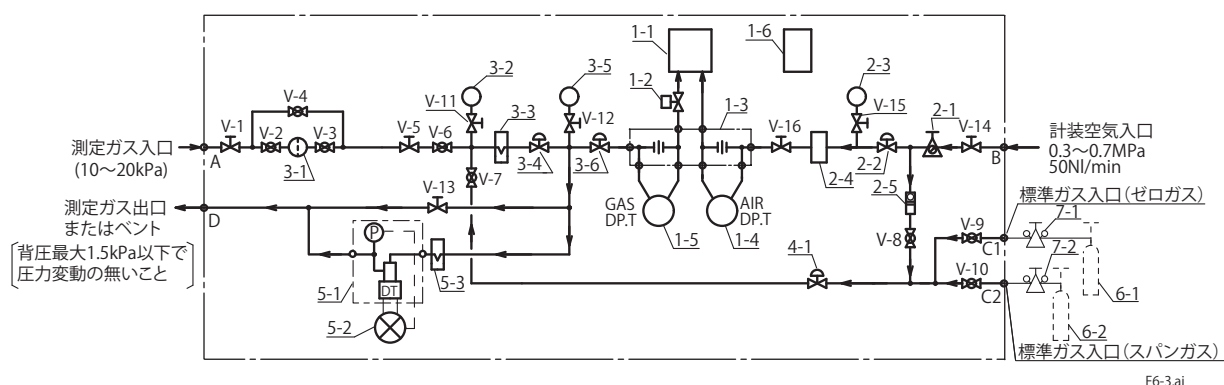 1-1
1-6
3-2
3-5
2-3
1-2
V-4
V-11
3-3
V-12
1-3
V-15
2-1
V-1
V-2
V-3
V-5
V-6
V-16
V-14
測定ガス入口
(10～20kPa)
A
3-1
3-4
3-6
2-4
2-2
B
計装空気入口
0.3～0.7MPa
50Nl/min
V-7
2-5
V-13
GAS
DP.T
AIR
DP.T
標準ガス入口(ゼロガス)
測定ガス出口
またはベント
D
1-5
1-4
V-9
7-1
背圧最大1.5kPa以下で
圧力変動の無いこと
P
V-8
C1
4-1
V-10
7-2
5-1
DT
5-3
C2
6-1
5-2
6-2
標準ガス入口(スパンガス)
F6-3.ai